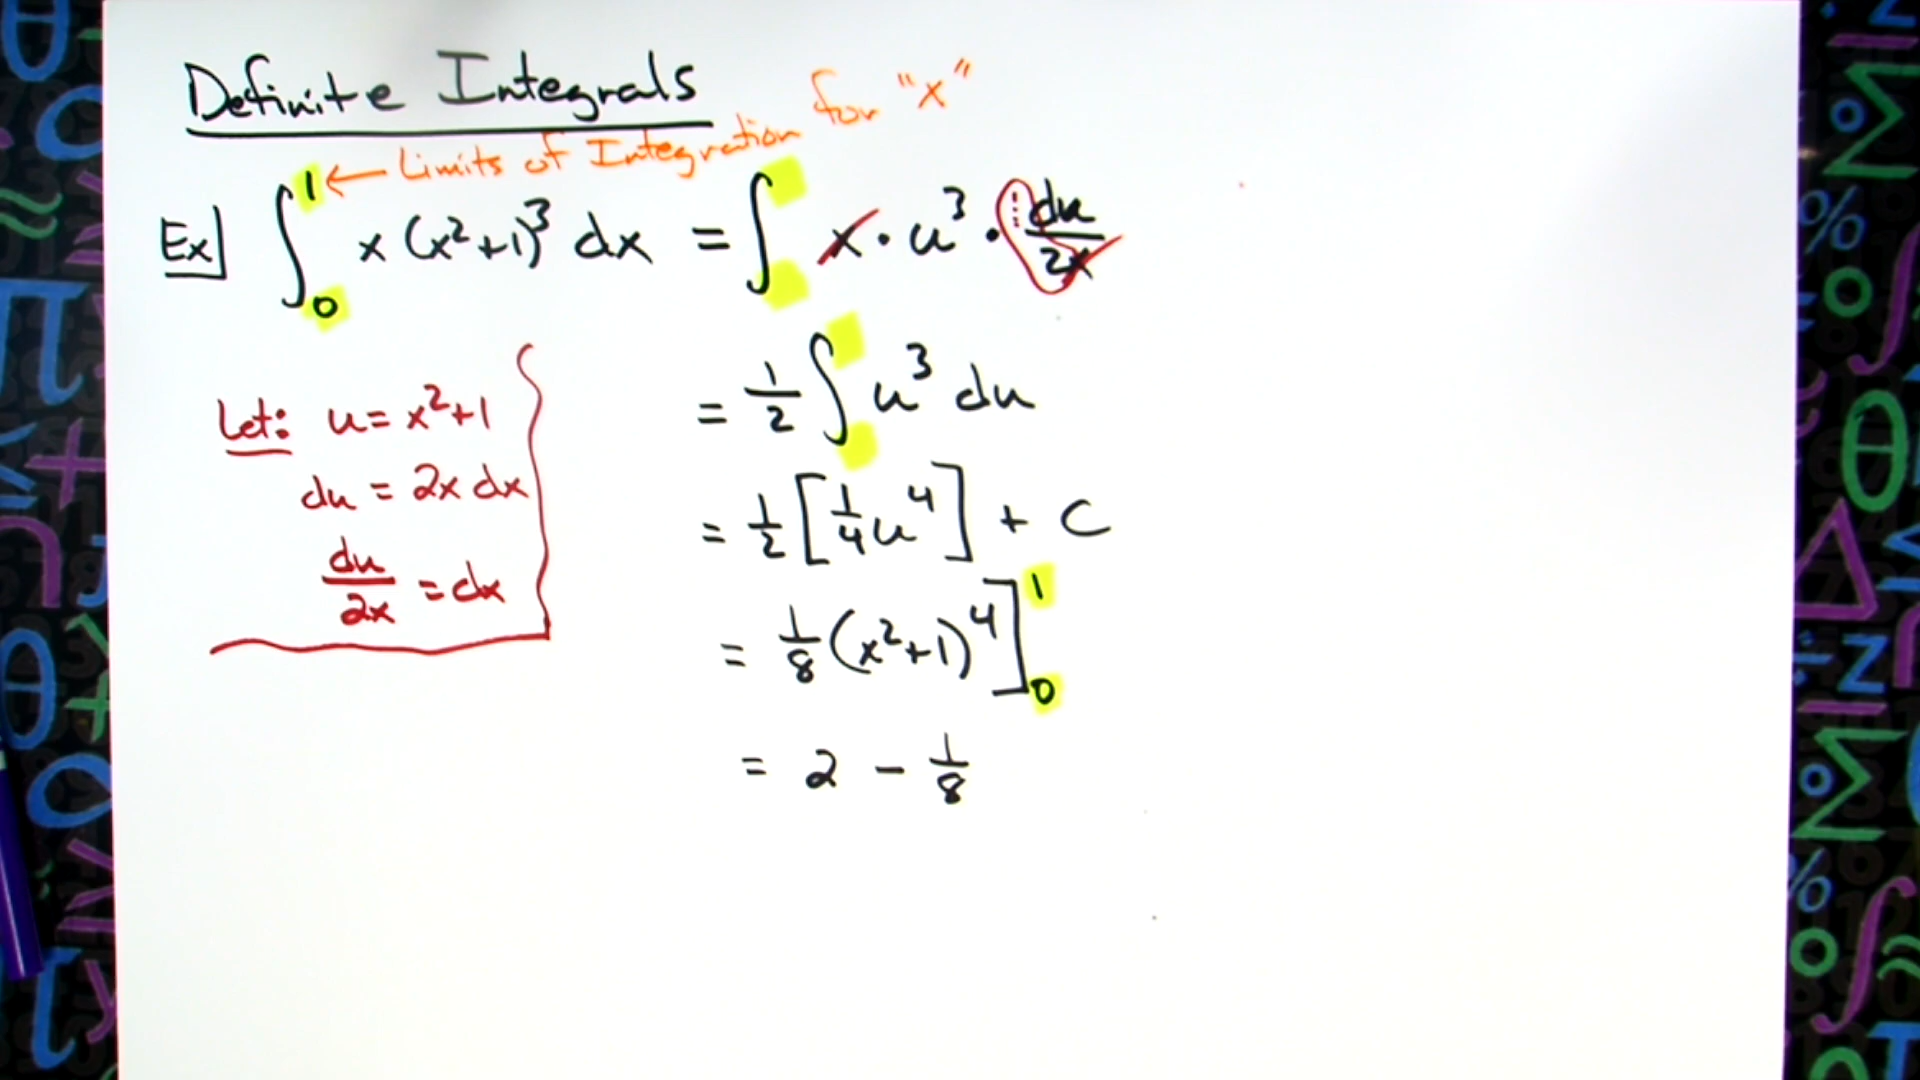 Definite Integrals
1 ← Limits of Integration for "x"
Ex] ∫₀¹ x (x²+1)³ dx = ∫ x · u³ · du/2x
Let: u = x²+1
du = 2x dx
du/2x = dx
= 1/2 ∫ u³ du
= 1/2 [1/4 u⁴] + C
= 1/8 (x²+1)⁴]₀¹
= 2 - 1/8